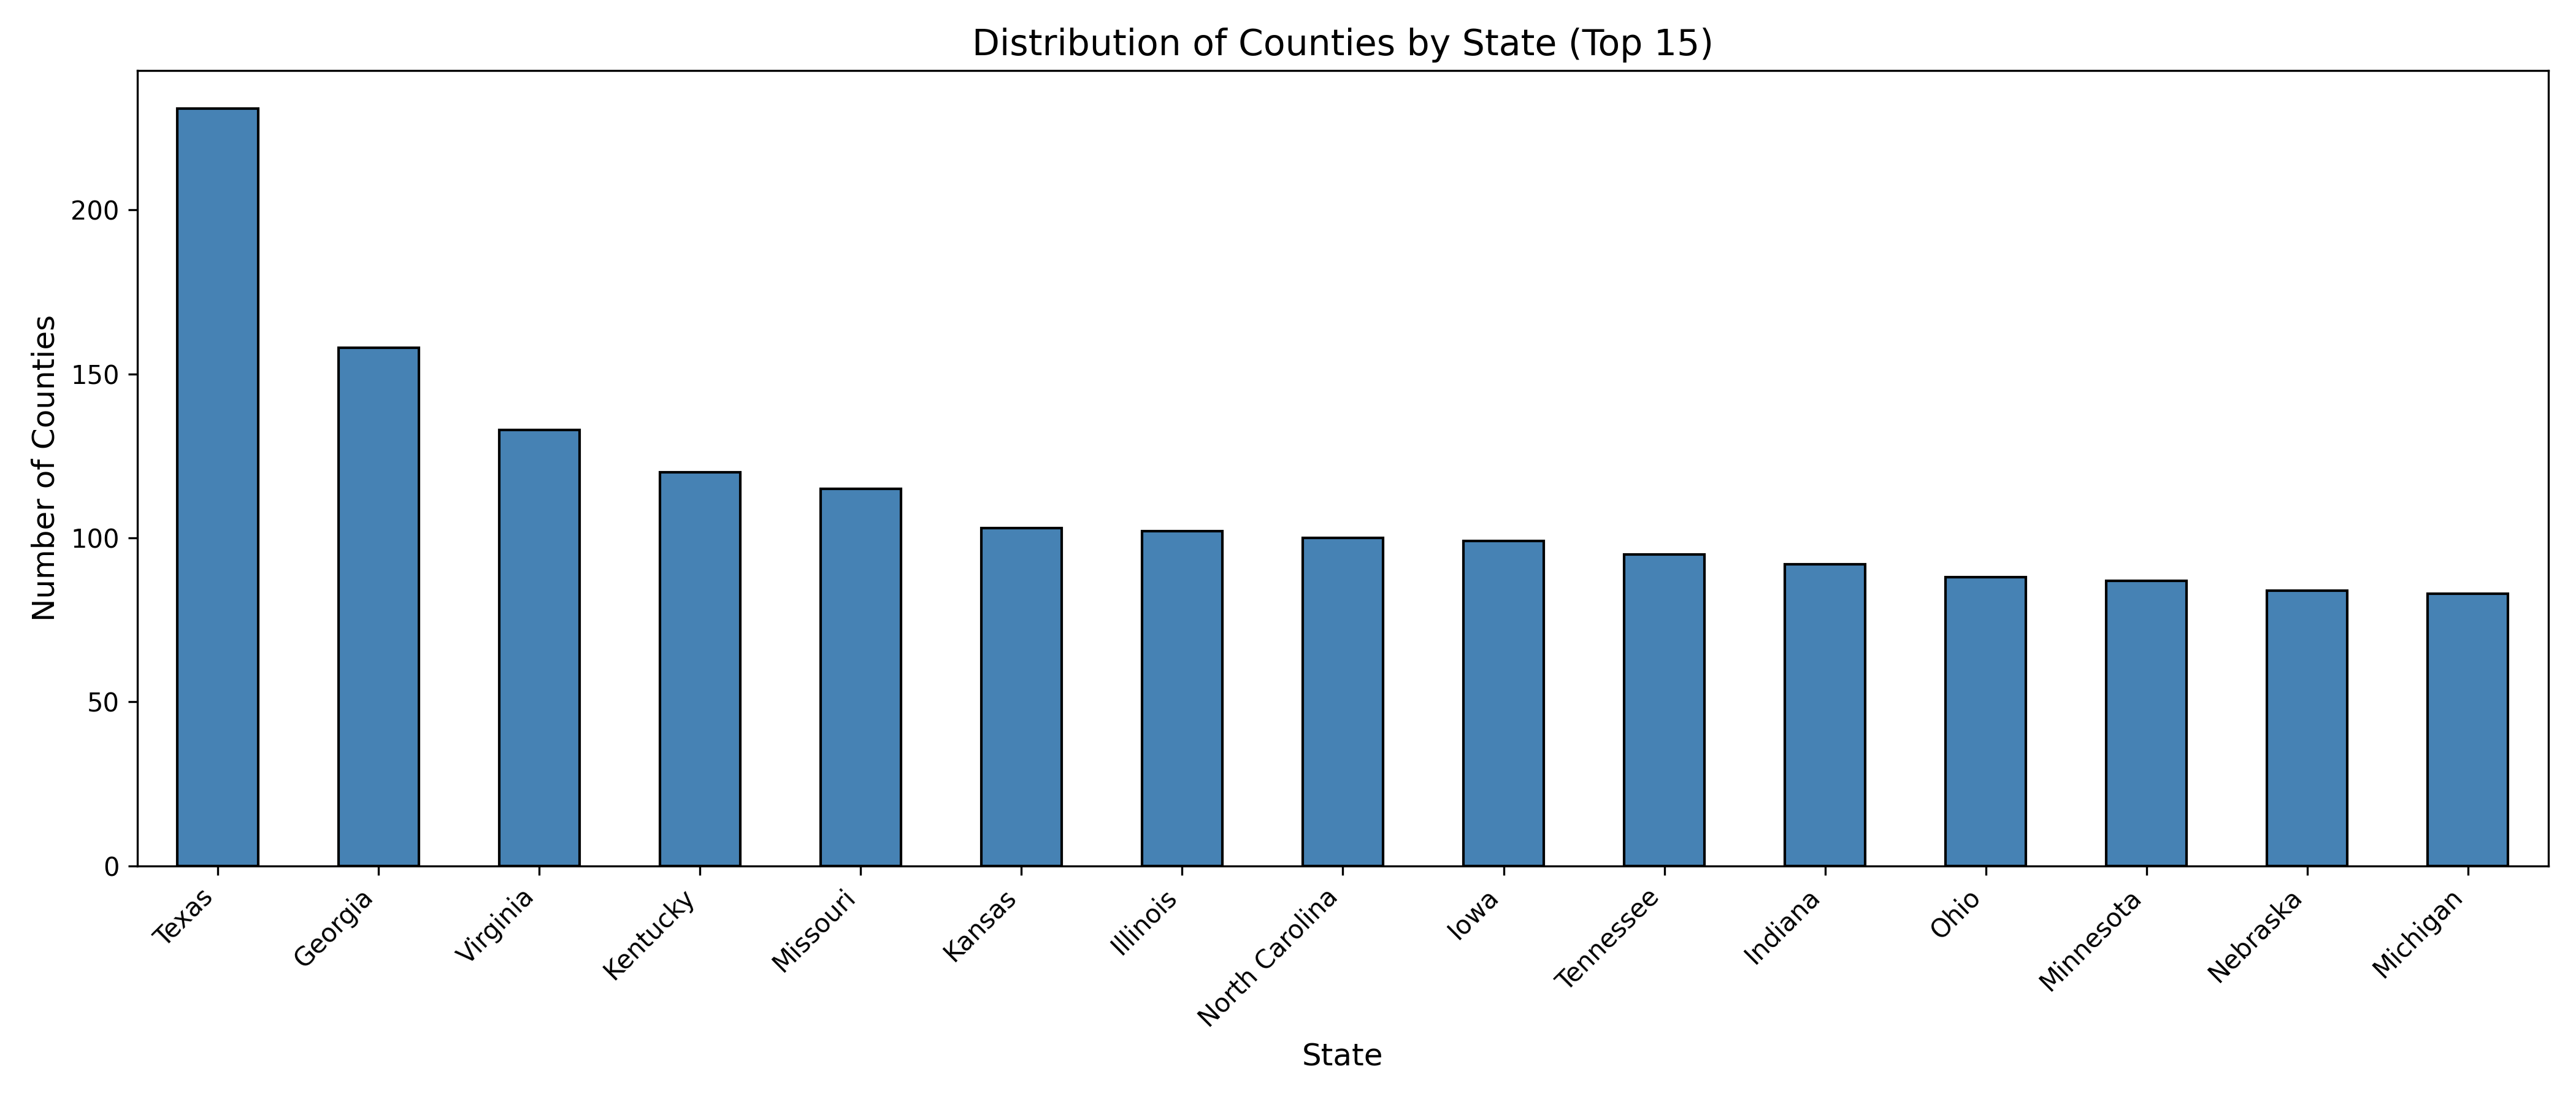 Distribution of Counties by State (Top 15)
Number of Counties
200
150
100
50
0
Texas
Georgia
Virginia
Kentucky
Missouri
Kansas
Illinois
North Carolina
Iowa
Tennessee
Indiana
Ohio
Minnesota
Nebraska
Michigan
State